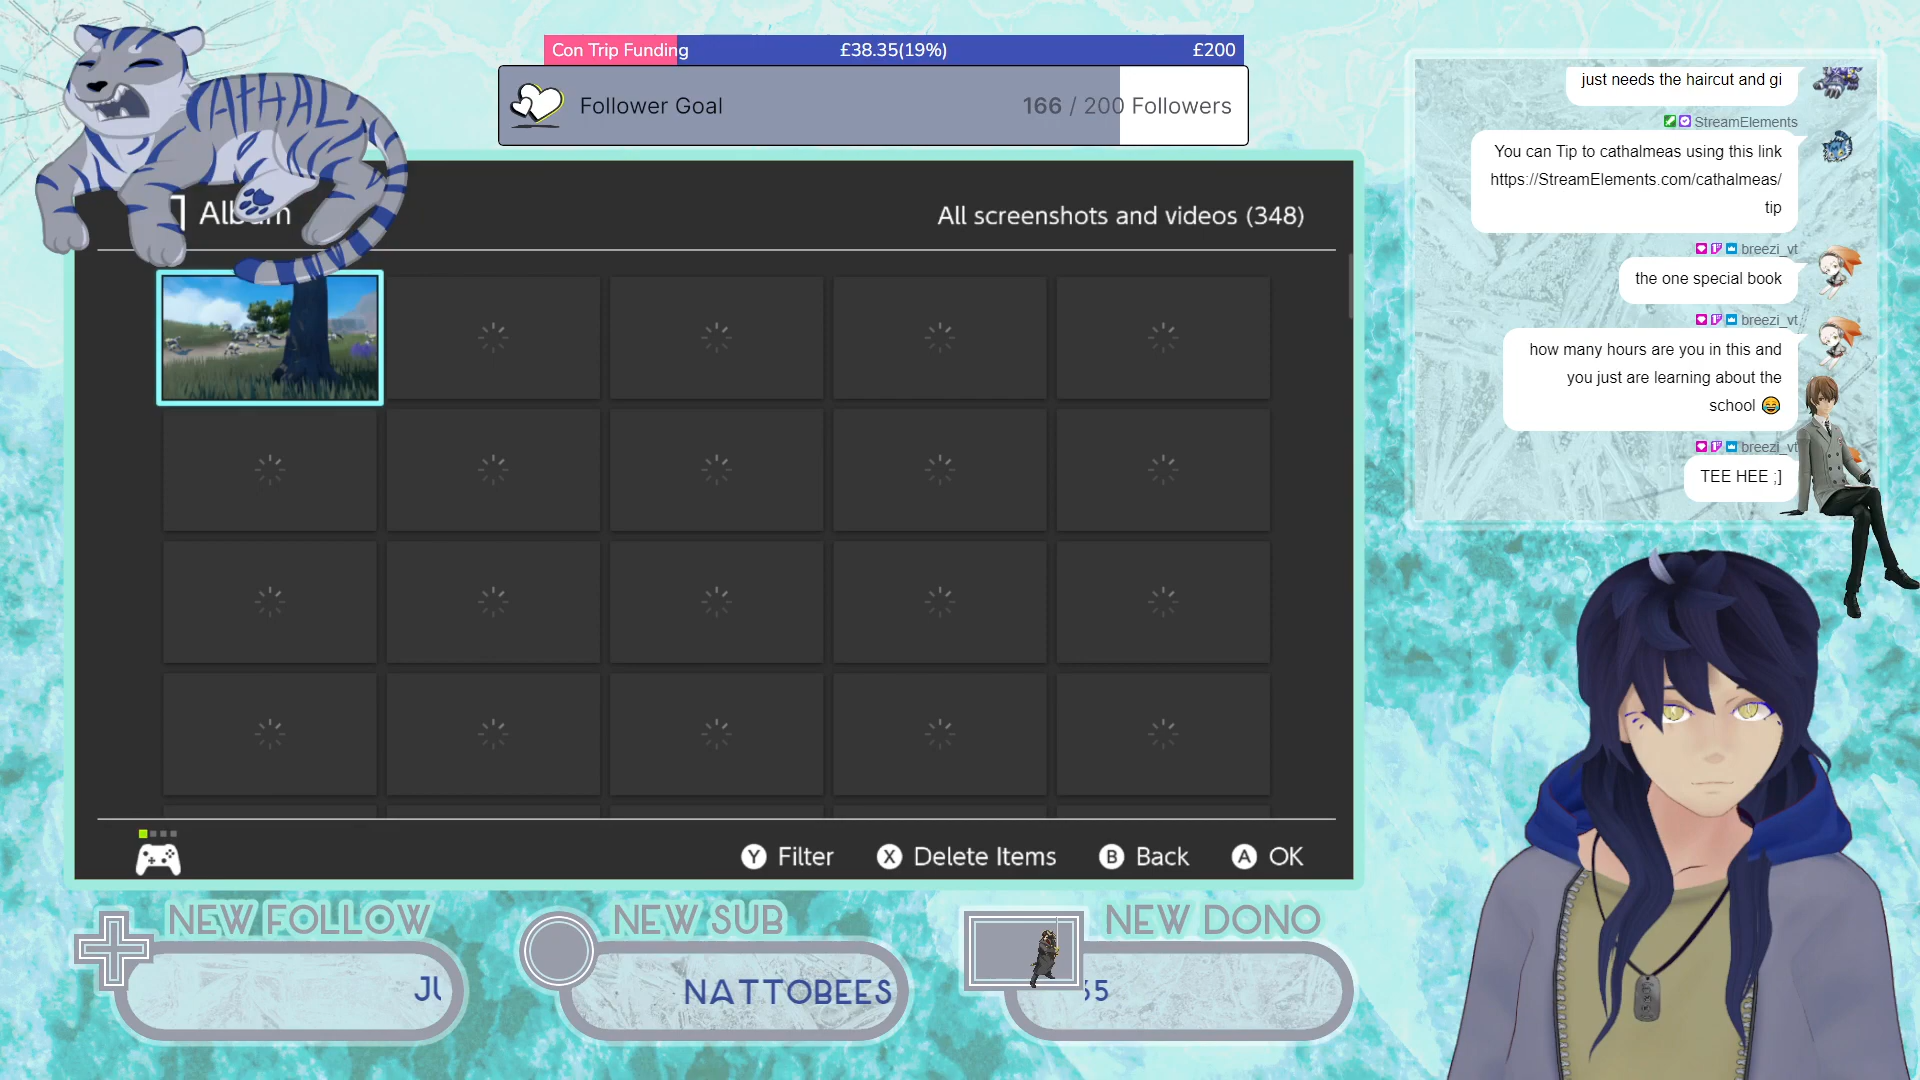 CATHAL
Con Trip Funding £38.35(19%) £200
Follower Goal 166 / 200 Followers
Album All screenshots and videos (348)
Y Filter X Delete Items B Back A OK
just needs the haircut and gi
StreamElements
You can Tip to cathalmeas using this link
https://StreamElements.com/cathalmeas/
tip
breezi_vt
the one special book
breezi_vt
how many hours are you in this and
you just are learning about the
school 😂
breezi_vt
TEE HEE ;]
NEW FOLLOW
NEW SUB
NATTOBEES
NEW DONO